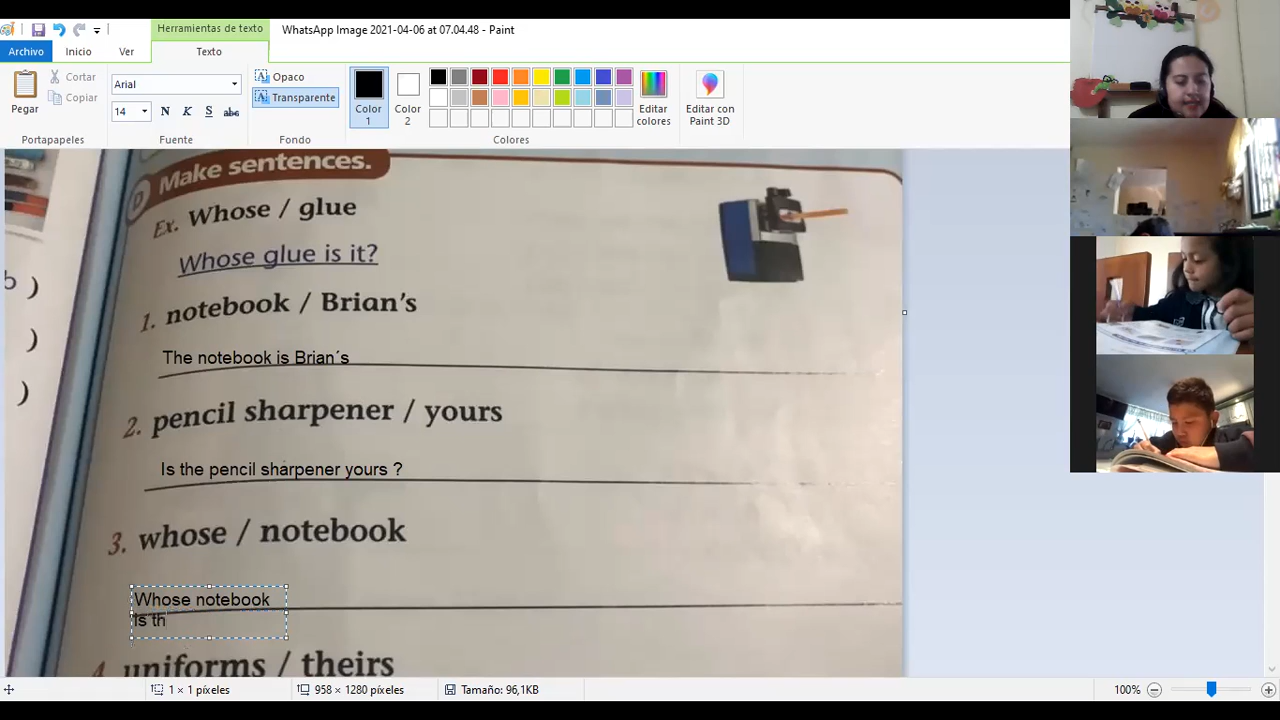 Herramientas de texto
WhatsApp Image 2021-04-06 at 07.04.48 - Paint
Archivo
Inicio
Ver
Texto
Pegar
Cortar
Copiar
Portapapeles
Arial
14
N K S abc
Fuente
Opaco
Transparente
Fondo
Color 1
Color 2
Editar colores
Colores
Editar con Paint 3D
D Make sentences.
Ex. Whose / glue
Whose glue is it?
b )
1. notebook / Brian's
)
The notebook is Brian´s
)
2. pencil sharpener / yours
Is the pencil sharpener yours ?
3. whose / notebook
Whose notebook
is th
4. uniforms / theirs
1 × 1 píxeles
958 × 1280 píxeles
Tamaño: 96,1KB
100%